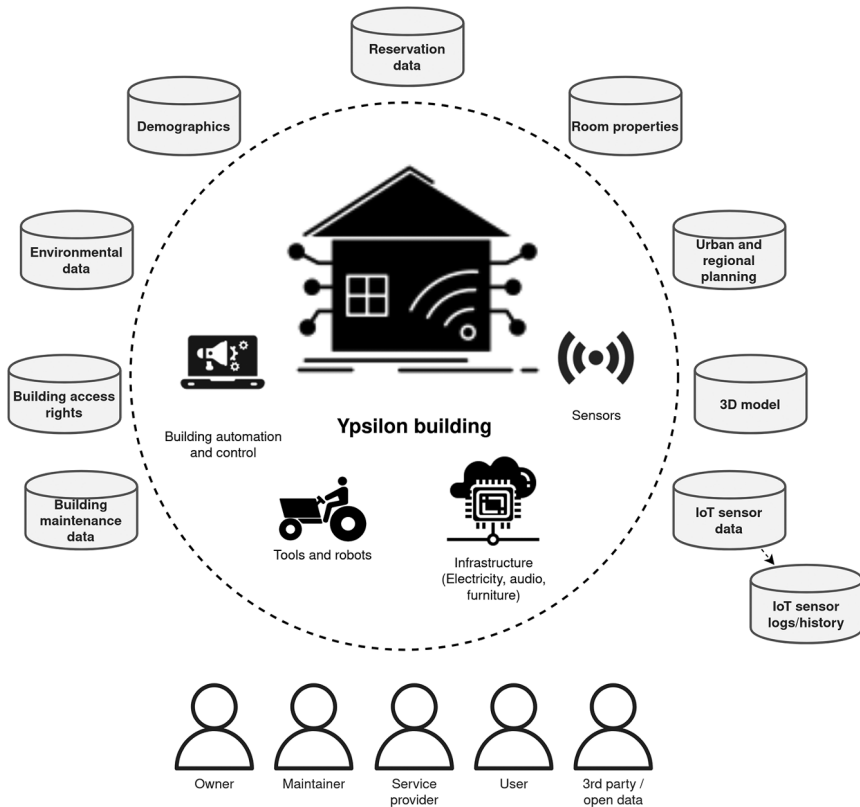 Reservation
data
Demographics
Room properties
Environmental
data
Urban and
regional
planning
Building access
rights
3D model
Building
maintenance
data
IoT sensor
data
IoT sensor
logs/history
Ypsilon building
Building automation
and control
Sensors
Tools and robots
Infrastructure
(Electricity, audio,
furniture)
Owner
Maintainer
Service
provider
User
3rd party /
open data